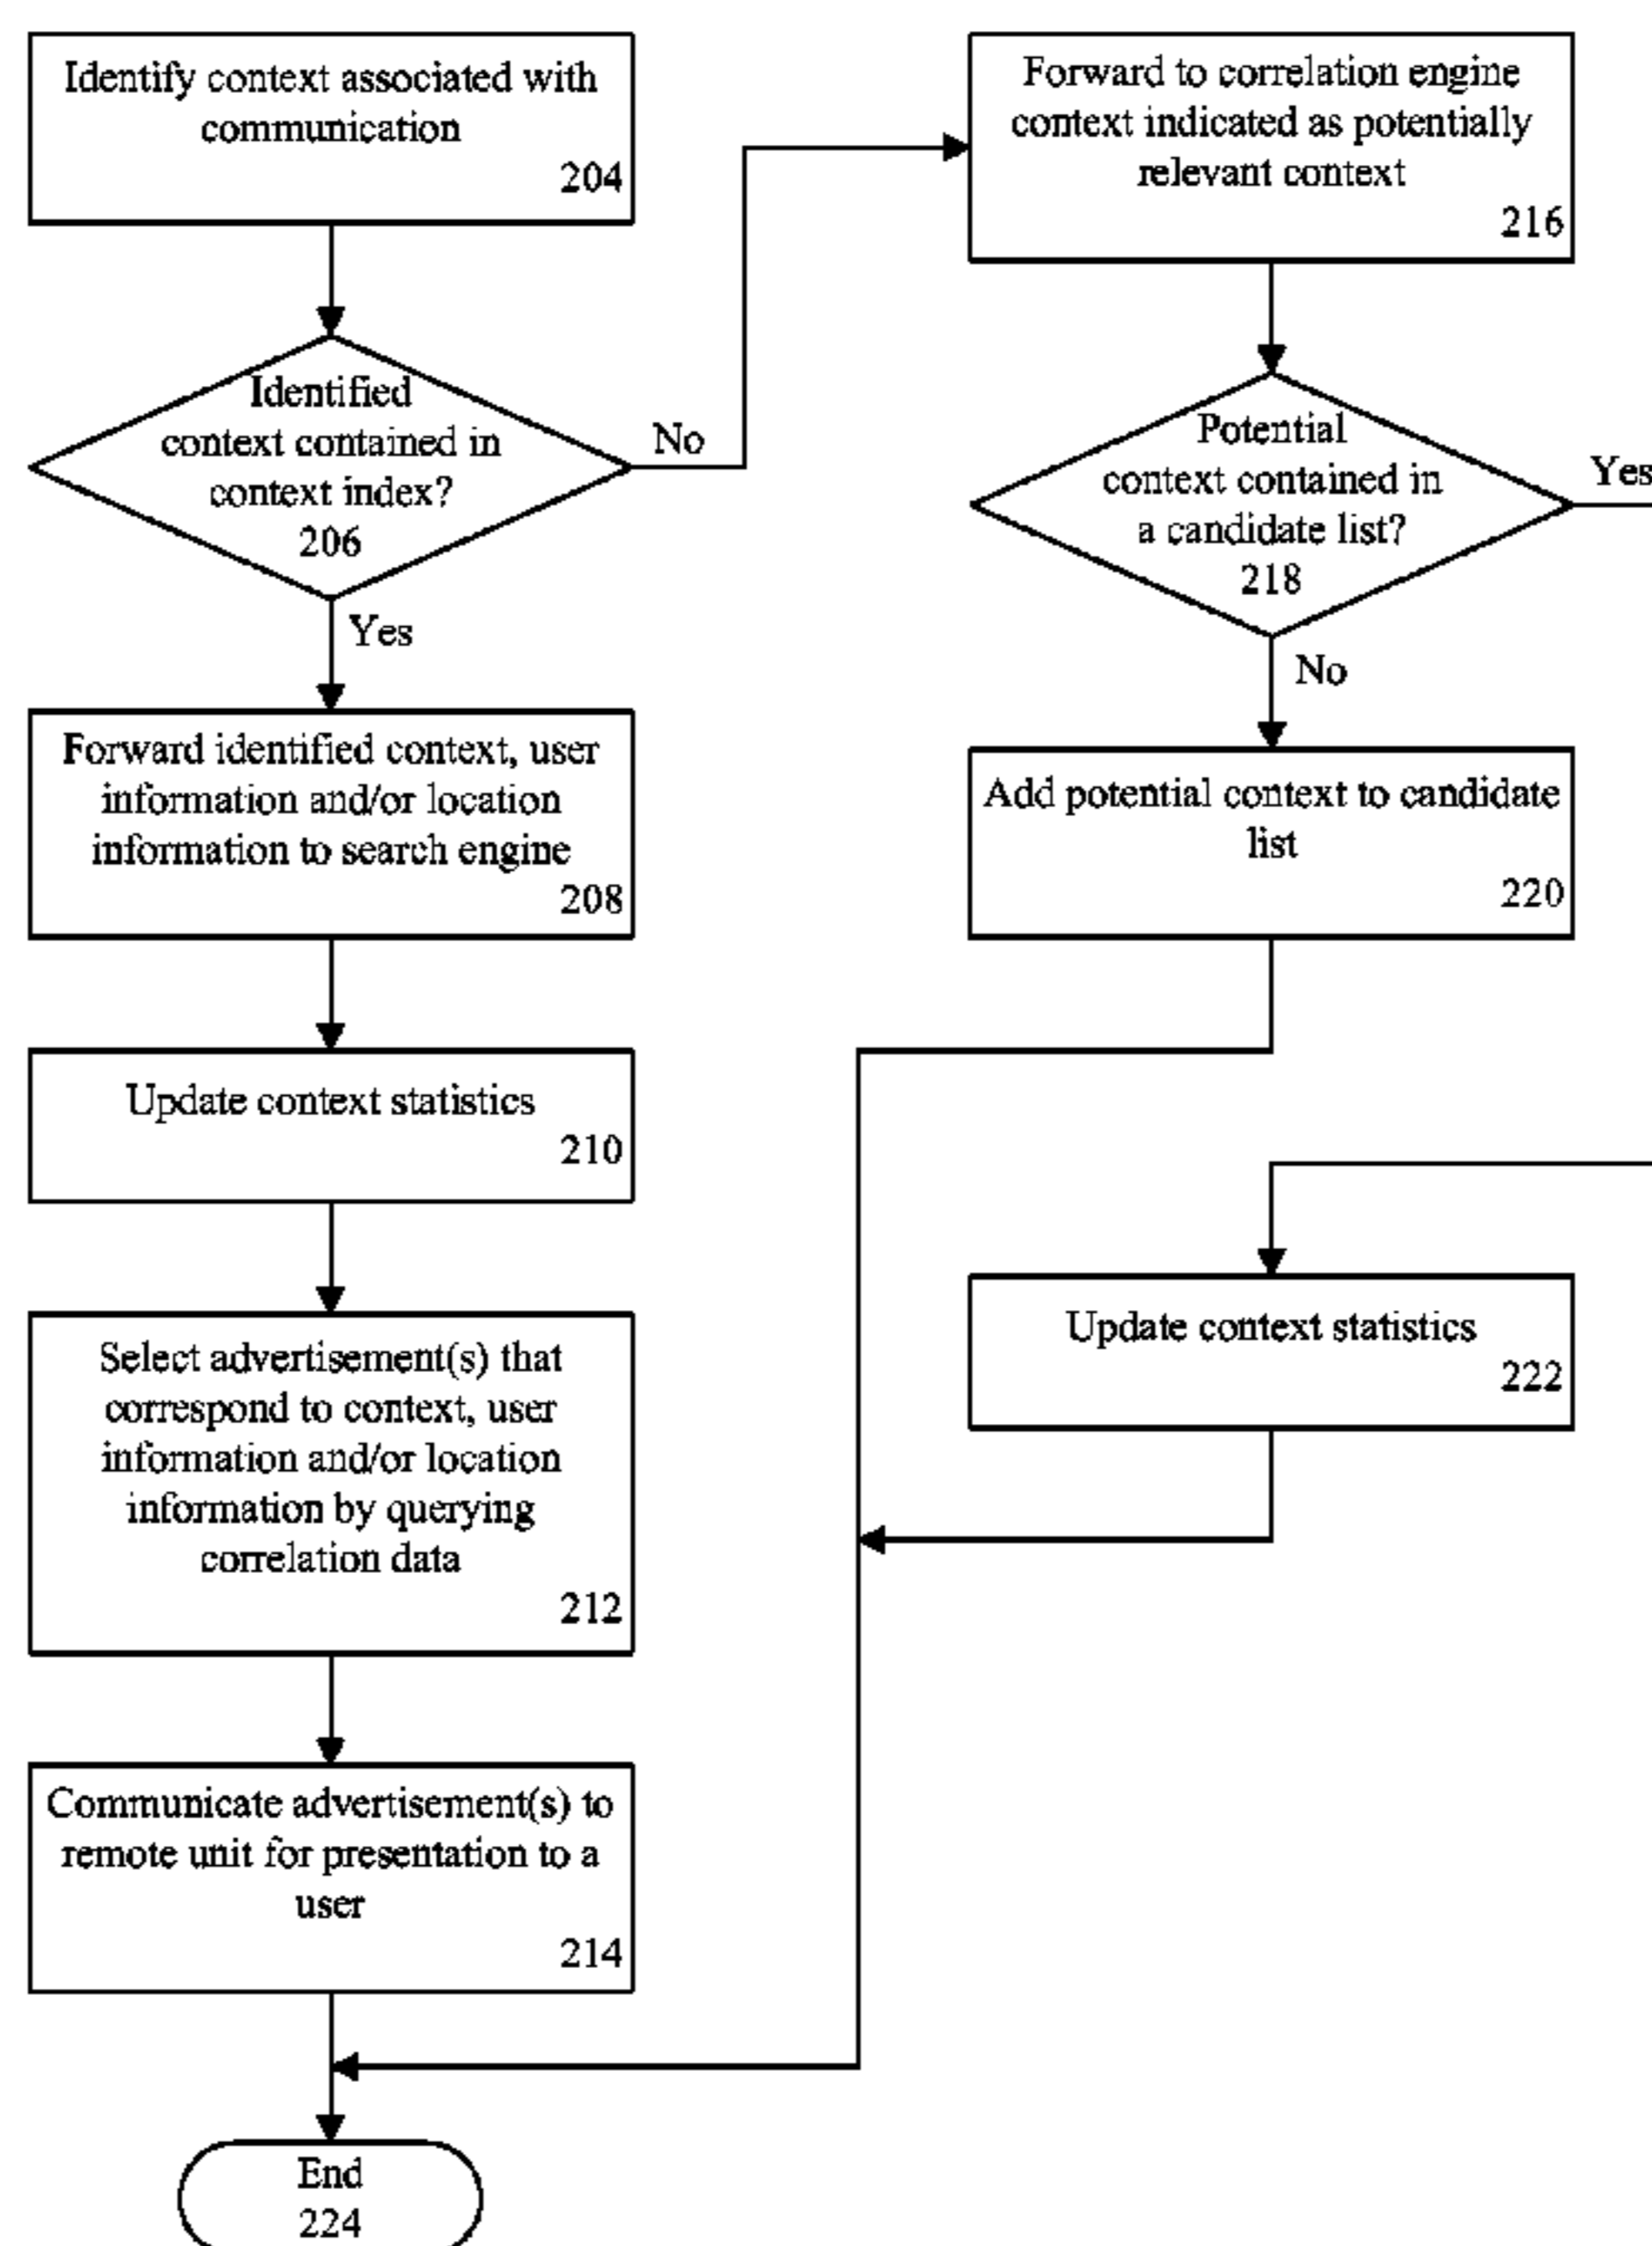 Identify context associated with
communication
204
Identified
context contained in
context index?
206
No
Yes
Forward identified context, user
information and/or location
information to search engine
208
Update context statistics
210
Select advertisement(s) that
correspond to context, user
information and/or location
information by querying
correlation data
212
Communicate advertisement(s) to
remote unit for presentation to a
user
214
End
224
Forward to correlation engine
context indicated as potentially
relevant context
216
Potential
context contained in
a candidate list?
218
Yes
No
Add potential context to candidate
list
220
Update context statistics
222